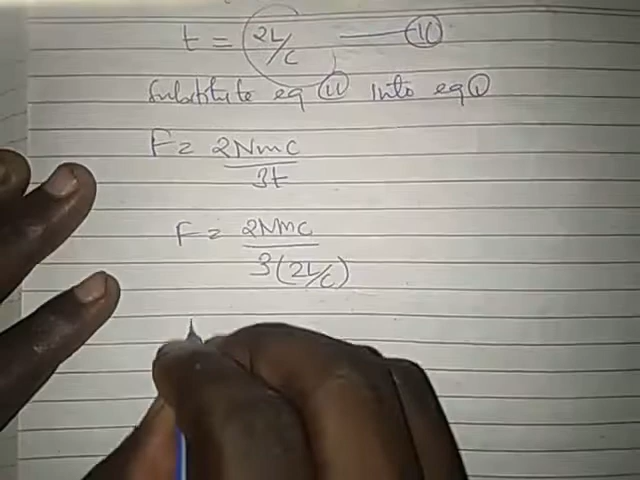 t = 2L/C — (ii)
Substitute eq (ii) into eq (i)
F = 2Nmc/3t
F = 2Nmc/3(2L/C)